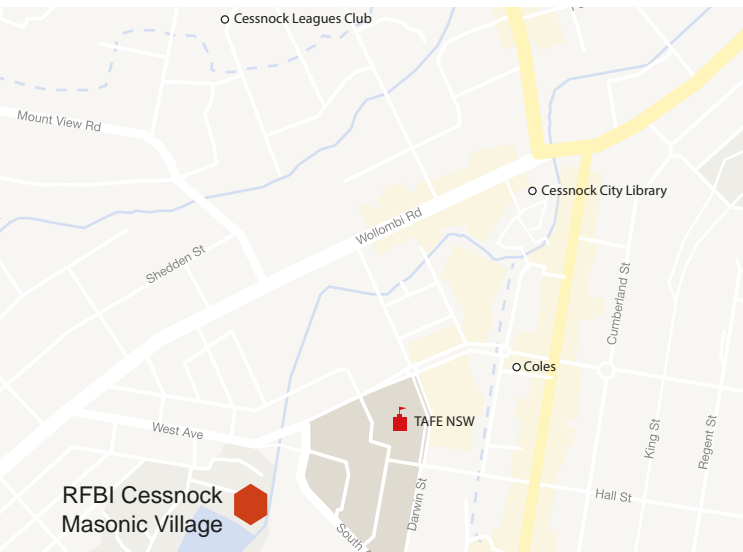 Cessnock Leagues Club
Mount View Rd
Cessnock City Library
Wollombi Rd
Shedden St
Cumberland St
Coles
TAFE NSW
West Ave
King St
Regent St
RFBI Cessnock
Masonic Village
Darwin St
Hall St
South